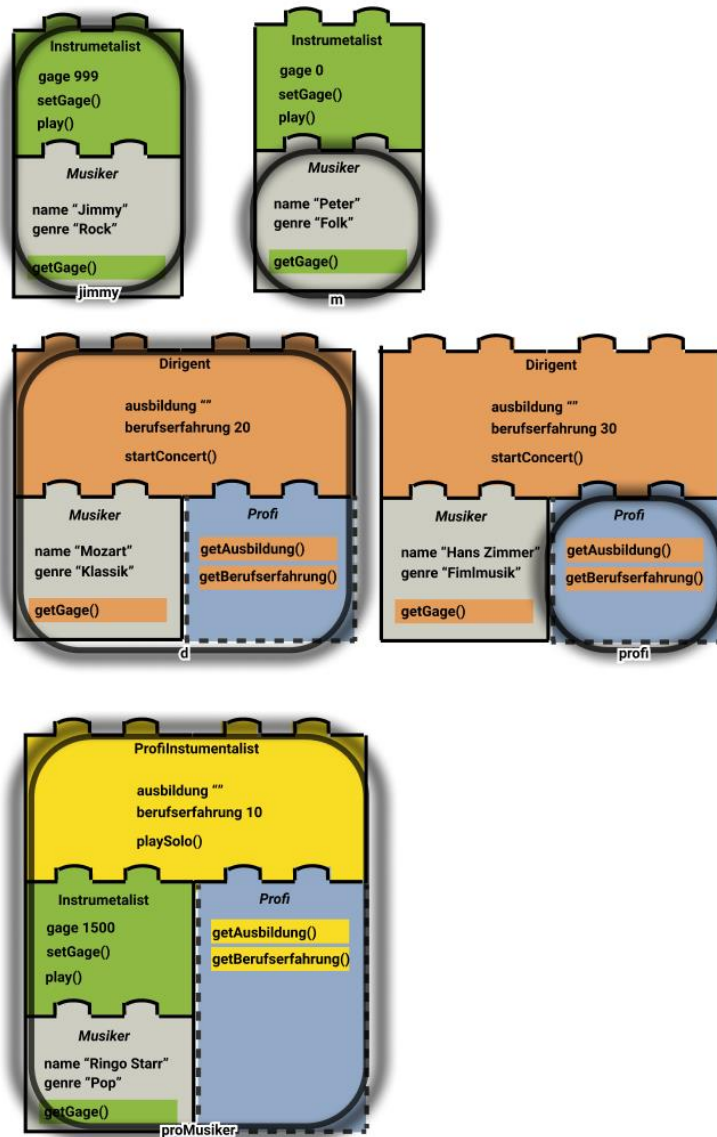 Instrumetalist
gage 999
setGage()
play()
Musiker
name “Jimmy”
genre “Rock”
getGage()
jimmy
Instrumetalist
gage 0
setGage()
play()
Musiker
name “Peter”
genre “Folk”
getGage()
m
Dirigent
ausbildung “”
berufserfahrung 20
startConcert()
Musiker
name “Mozart”
genre “Klassik”
getGage()
Profi
getAusbildung()
getBerufserfahrung()
d
Dirigent
ausbildung “”
berufserfahrung 30
startConcert()
Musiker
name “Hans Zimmer”
genre “Fimlmusik”
getGage()
Profi
getAusbildung()
getBerufserfahrung()
profi
ProfiInstumentalist
ausbildung “”
berufserfahrung 10
playSolo()
Instrumetalist
gage 1500
setGage()
play()
Musiker
name “Ringo Starr”
genre “Pop”
getGage()
Profi
getAusbildung()
getBerufserfahrung()
proMusiker